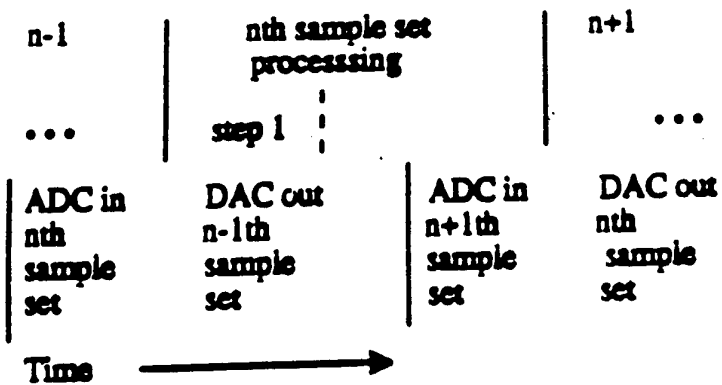 n-1
nth sample set
processsing
n+1
• • •
step 1
• • •
ADC in
nth
sample
set
DAC out
n-1th
sample
set
ADC in
n+1th
sample
set
DAC out
nth
sample
set
Time